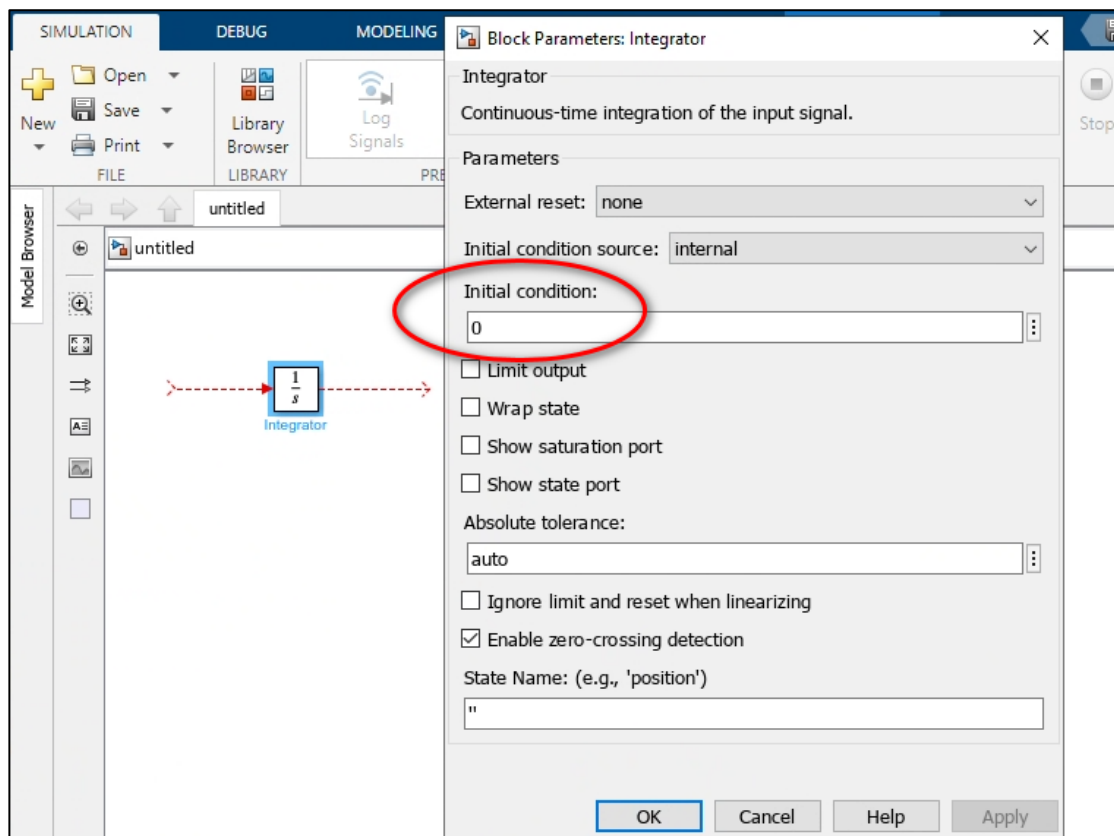 SIMULATION
DEBUG
MODELING
New
Open
Save
Print
FILE
Library
Browser
LIBRARY
Log
Signals
PRE
Stop
Model Browser
untitled
untitled
1
s
Integrator
Block Parameters: Integrator
Integrator
Continuous-time integration of the input signal.
Parameters
External reset: none
Initial condition source: internal
Initial condition:
0
Limit output
Wrap state
Show saturation port
Show state port
Absolute tolerance:
auto
Ignore limit and reset when linearizing
Enable zero-crossing detection
State Name: (e.g., 'position')
''
OK
Cancel
Help
Apply